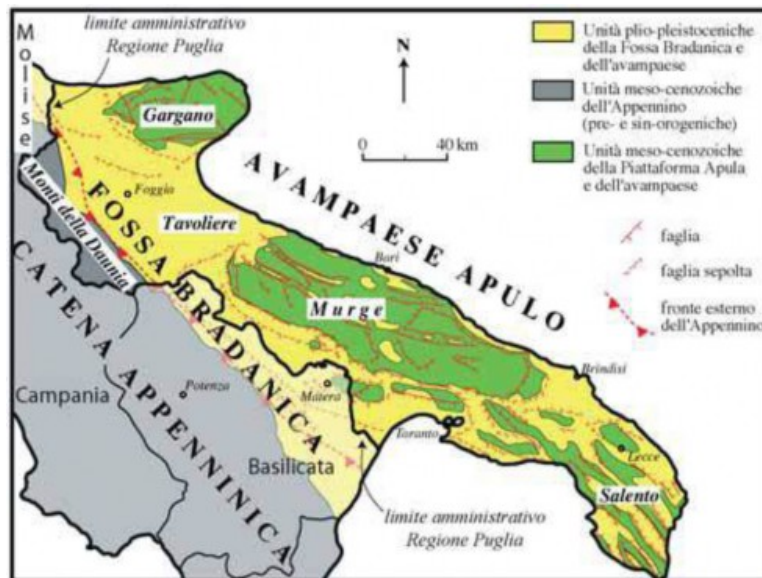 Molise
limite amministrativo
Regione Puglia
N
0 40 km
Unità plio-pleistoceniche
della Fossa Bradanica e
dell'avampaese
Unità meso-cenozoiche
dell'Appennino
(pre- e sin-orogeniche)
Unità meso-cenozoiche
della Piattaforma Apula
e dell'avampaese
faglia
faglia sepolta
fronte esterno
dell'Appennino
Gargano
Foggia
Tavoliere
Monti della Daunia
FOSSA BRADANICA
AVAMPAESE APULO
CATENA APPENNINICA
Bari
Murge
Brindisi
Campania
Potenza
Matera
Taranto
Lecce
Basilicata
Salento
limite amministrativo
Regione Puglia